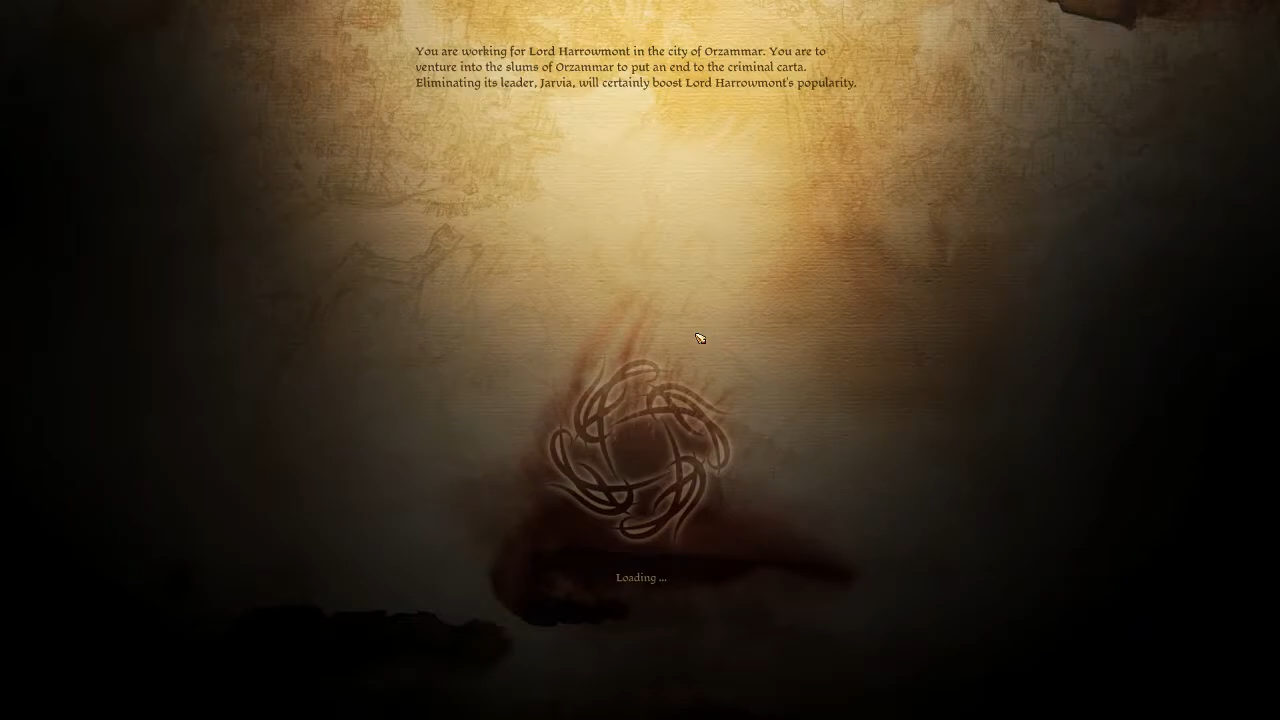 You are working for Lord Harrowmont in the city of Orzammar. You are to
venture into the slums of Orzammar to put an end to the criminal carta.
Eliminating its leader, Jarvia, will certainly boost Lord Harrowmont's popularity.
Loading ...